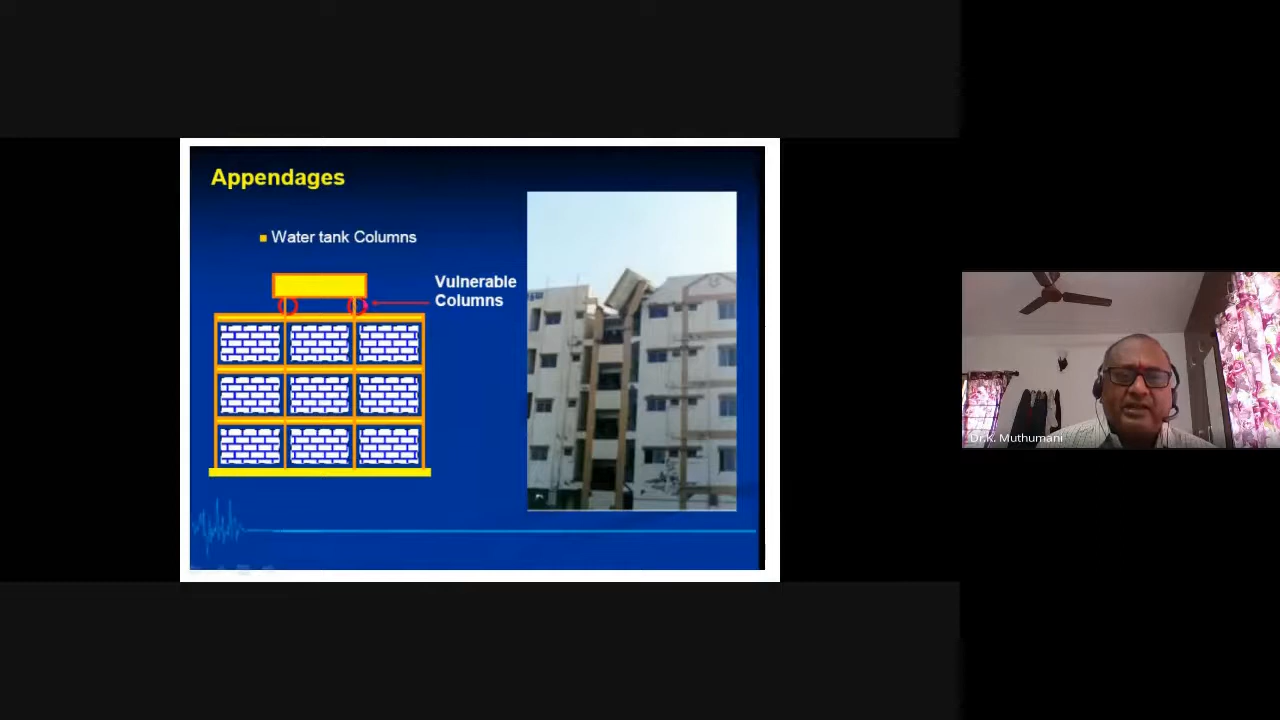 Appendages
Water tank Columns
Vulnerable
Columns
Dr.K. Muthumani